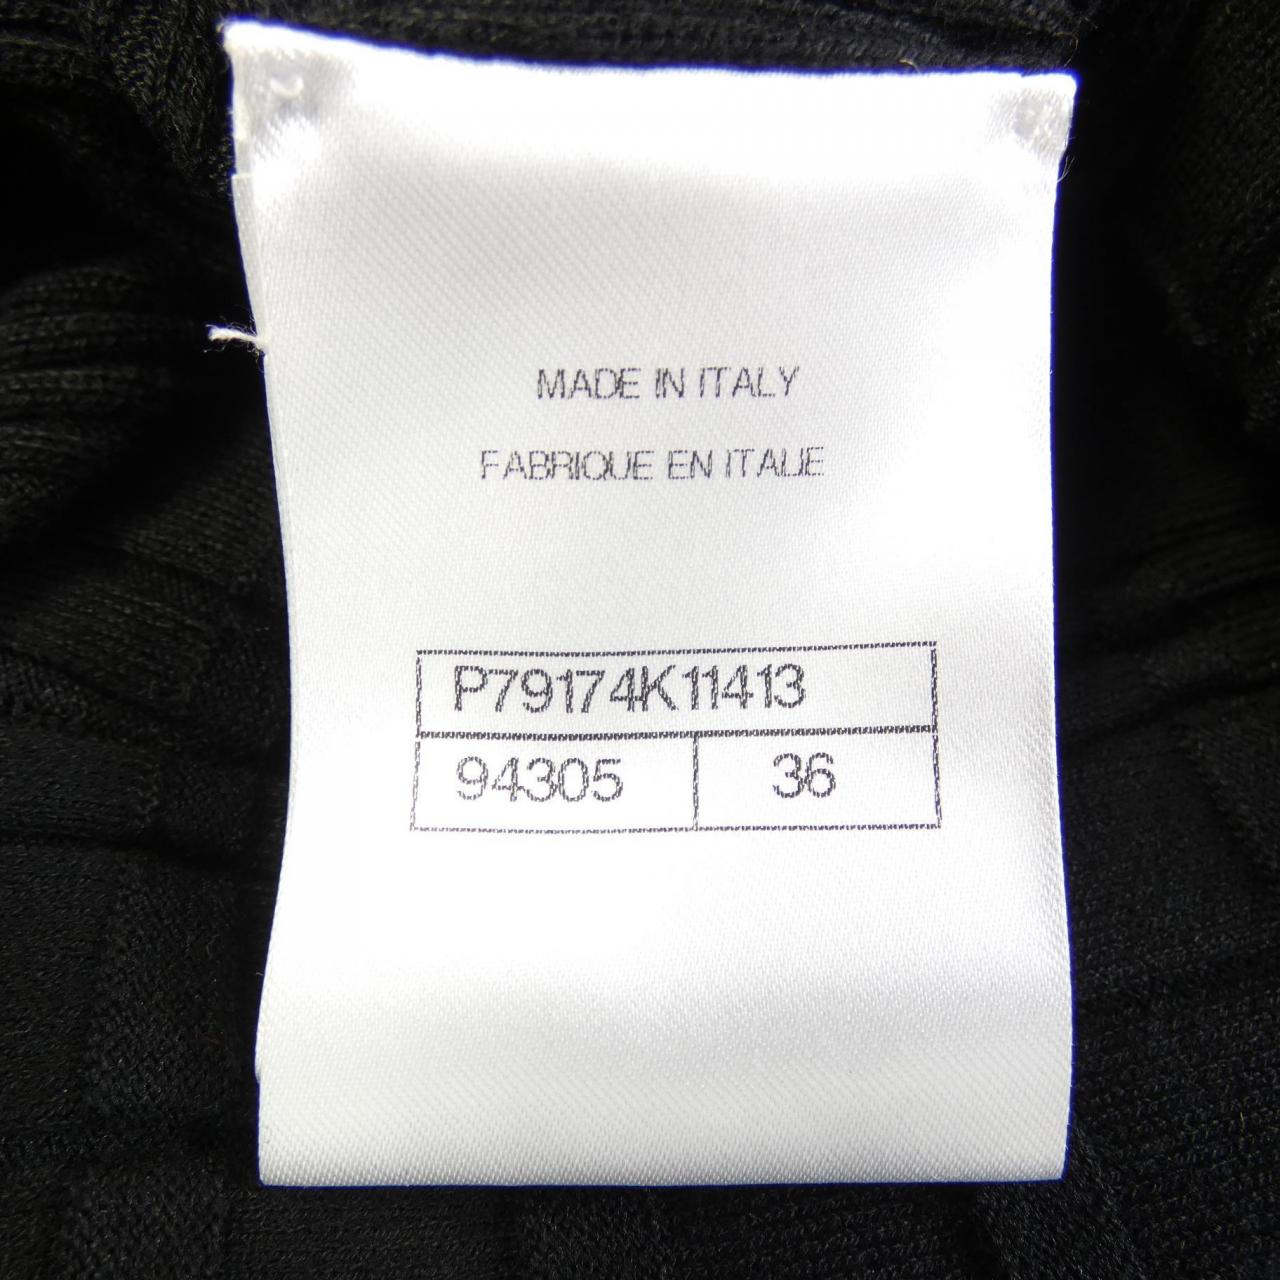 MADE IN ITALY
FABRIQUE EN ITALIE
P79174K11413
94305 36